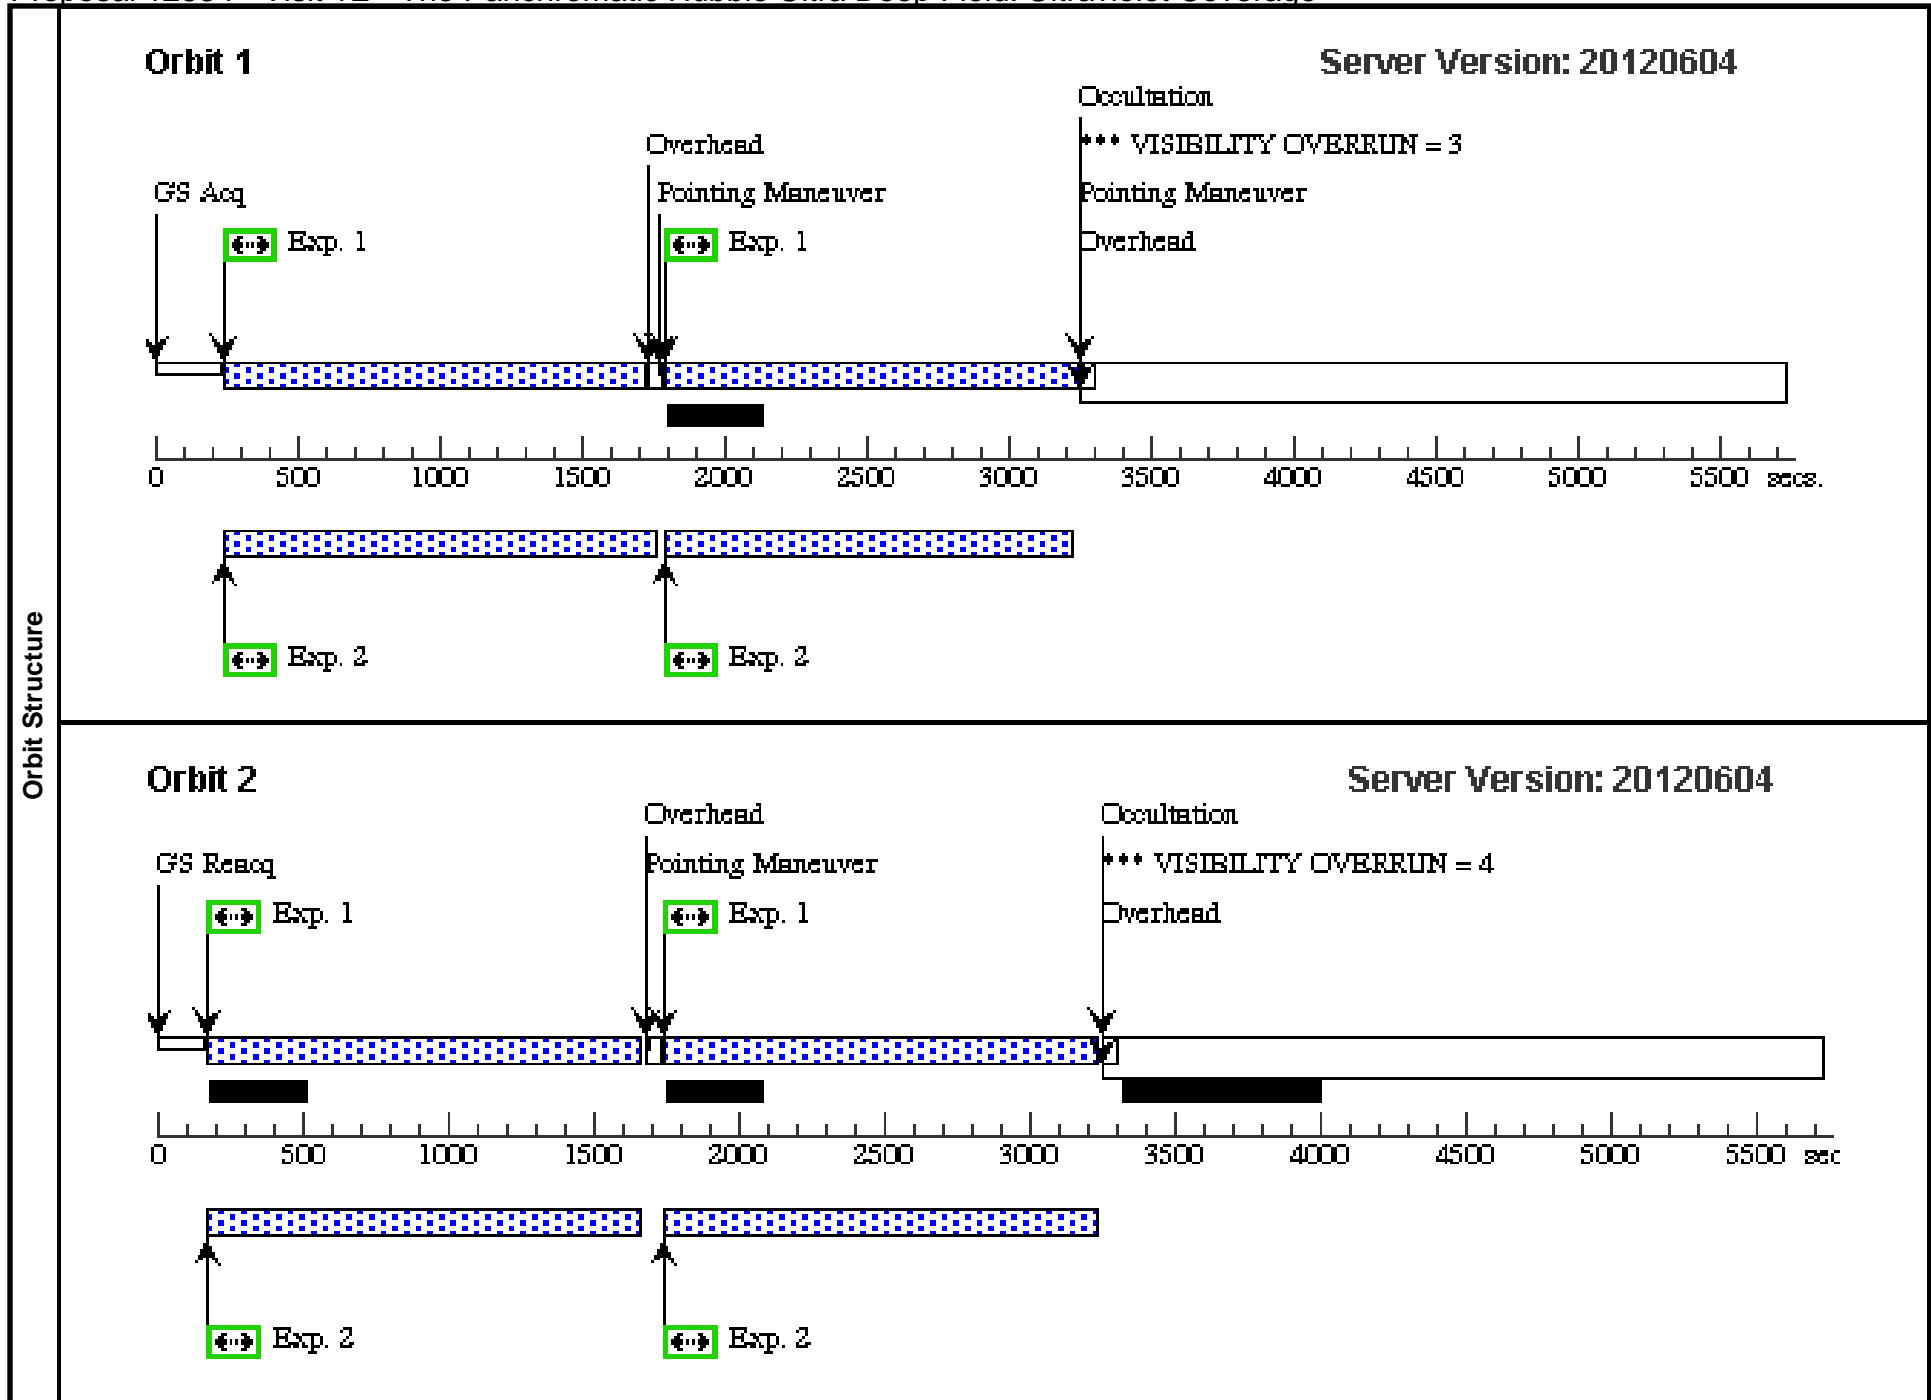 Orbit Structure
Orbit 1
Server Version: 20120604
Occultation
Overhead
*** VISIBILITY OVERRUN = 3
GS Acq
Pointing Maneuver
Pointing Maneuver
Exp. 1
Exp. 1
Overhead
0 500 1000 1500 2000 2500 3000 3500 4000 4500 5000 5500 secs.
Exp. 2
Exp. 2
Orbit 2
Server Version: 20120604
Overhead
Occultation
GS Reacq
Pointing Maneuver
*** VISIBILITY OVERRUN = 4
Exp. 1
Exp. 1
Overhead
0 500 1000 1500 2000 2500 3000 3500 4000 4500 5000 5500 sec
Exp. 2
Exp. 2